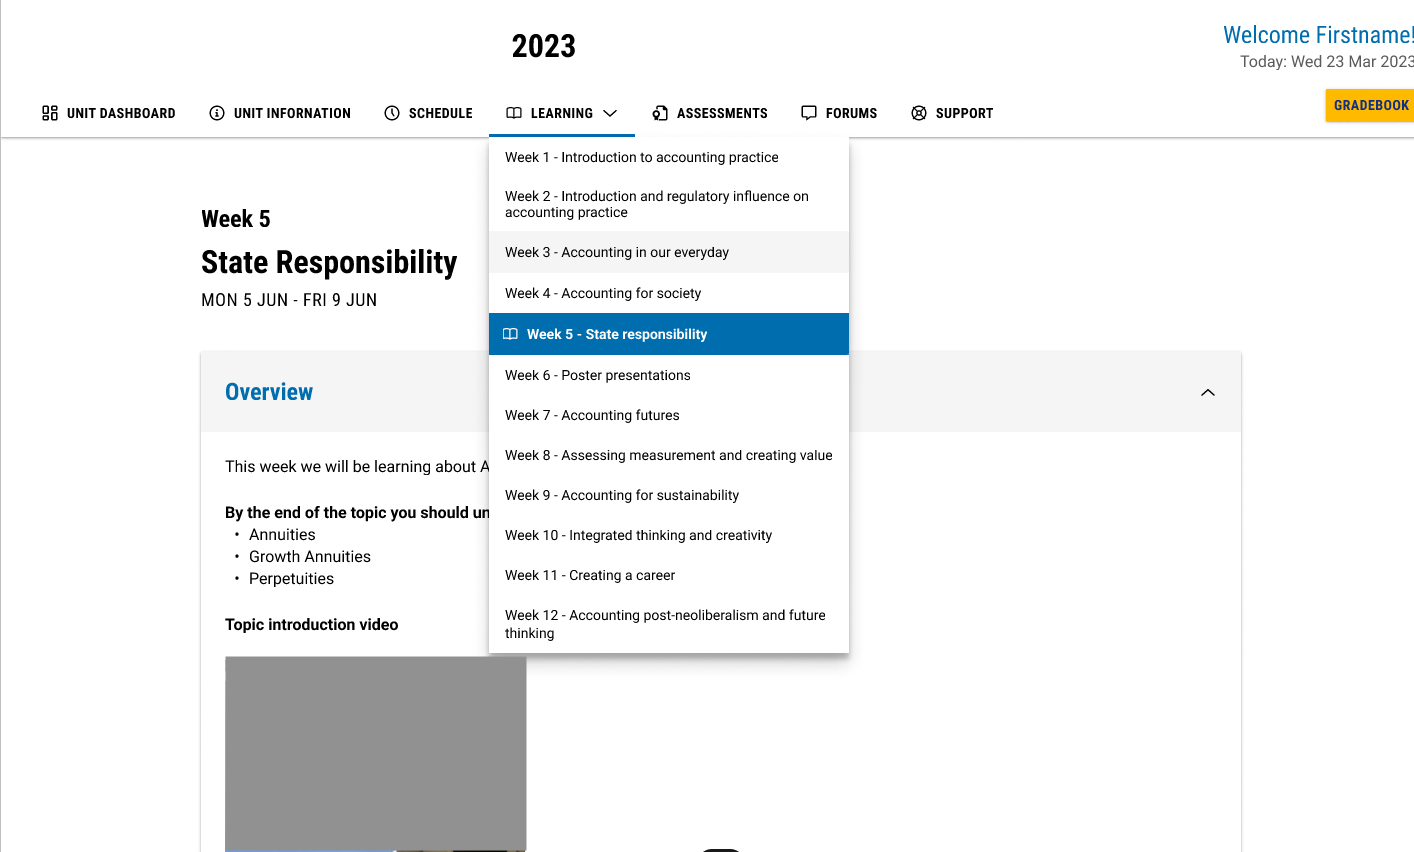 2023
Welcome Firstname!
Today: Wed 23 Mar 2023
UNIT DASHBOARD
UNIT INFORMATION
SCHEDULE
LEARNING
ASSESSMENTS
FORUMS
SUPPORT
GRADEBOOK
Week 1 - Introduction to accounting practice
Week 2 - Introduction and regulatory influence on
accounting practice
Week 3 - Accounting in our everyday
Week 4 - Accounting for society
Week 5 - State responsibility
Week 6 - Poster presentations
Week 7 - Accounting futures
Week 8 - Assessing measurement and creating value
Week 9 - Accounting for sustainability
Week 10 - Integrated thinking and creativity
Week 11 - Creating a career
Week 12 - Accounting post-neoliberalism and future
thinking
Week 5
State Responsibility
MON 5 JUN - FRI 9 JUN
Overview
This week we will be learning about A
By the end of the topic you should un
• Annuities
• Growth Annuities
• Perpetuities
Topic introduction video